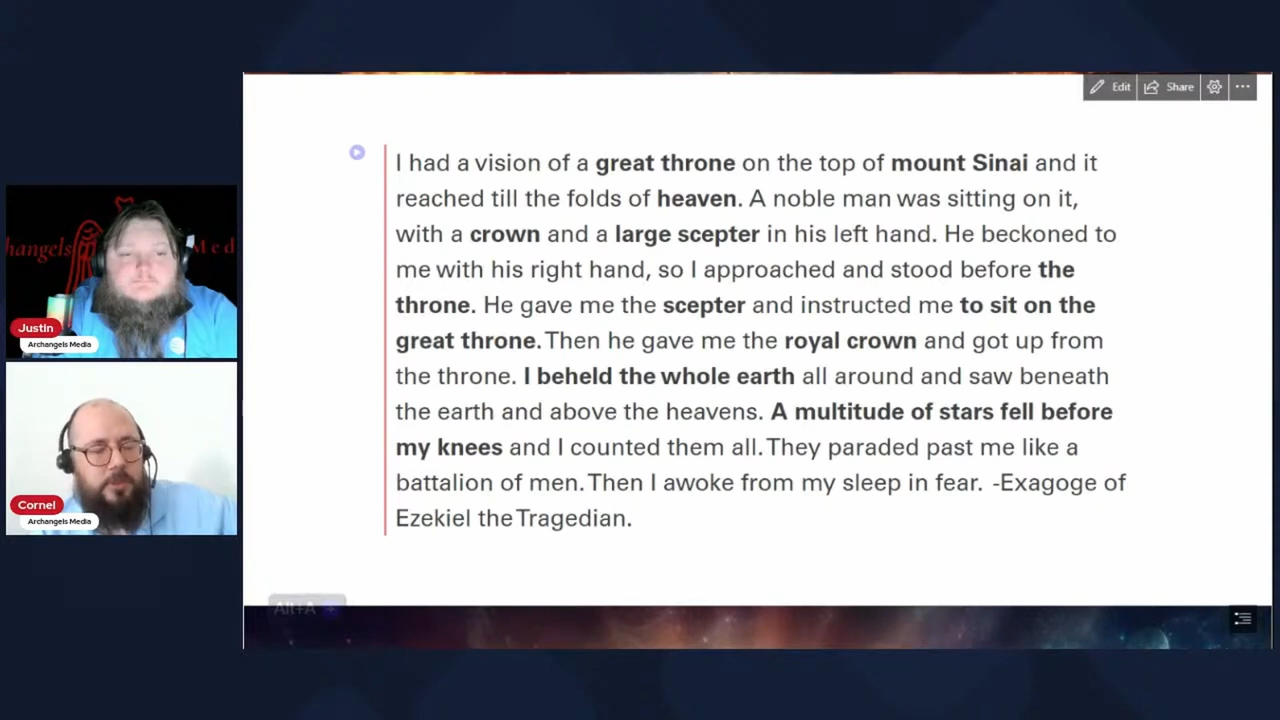 Edit Share
I had a vision of a great throne on the top of mount Sinai and it
reached till the folds of heaven. A noble man was sitting on it,
with a crown and a large scepter in his left hand. He beckoned to
me with his right hand, so I approached and stood before the
throne. He gave me the scepter and instructed me to sit on the
great throne. Then he gave me the royal crown and got up from
the throne. I beheld the whole earth all around and saw beneath
the earth and above the heavens. A multitude of stars fell before
my knees and I counted them all. They paraded past me like a
battalion of men. Then I awoke from my sleep in fear. -Exagoge of
Ezekiel the Tragedian.
Justin
Archangels Media
Cornel
Archangels Media
Alt+A